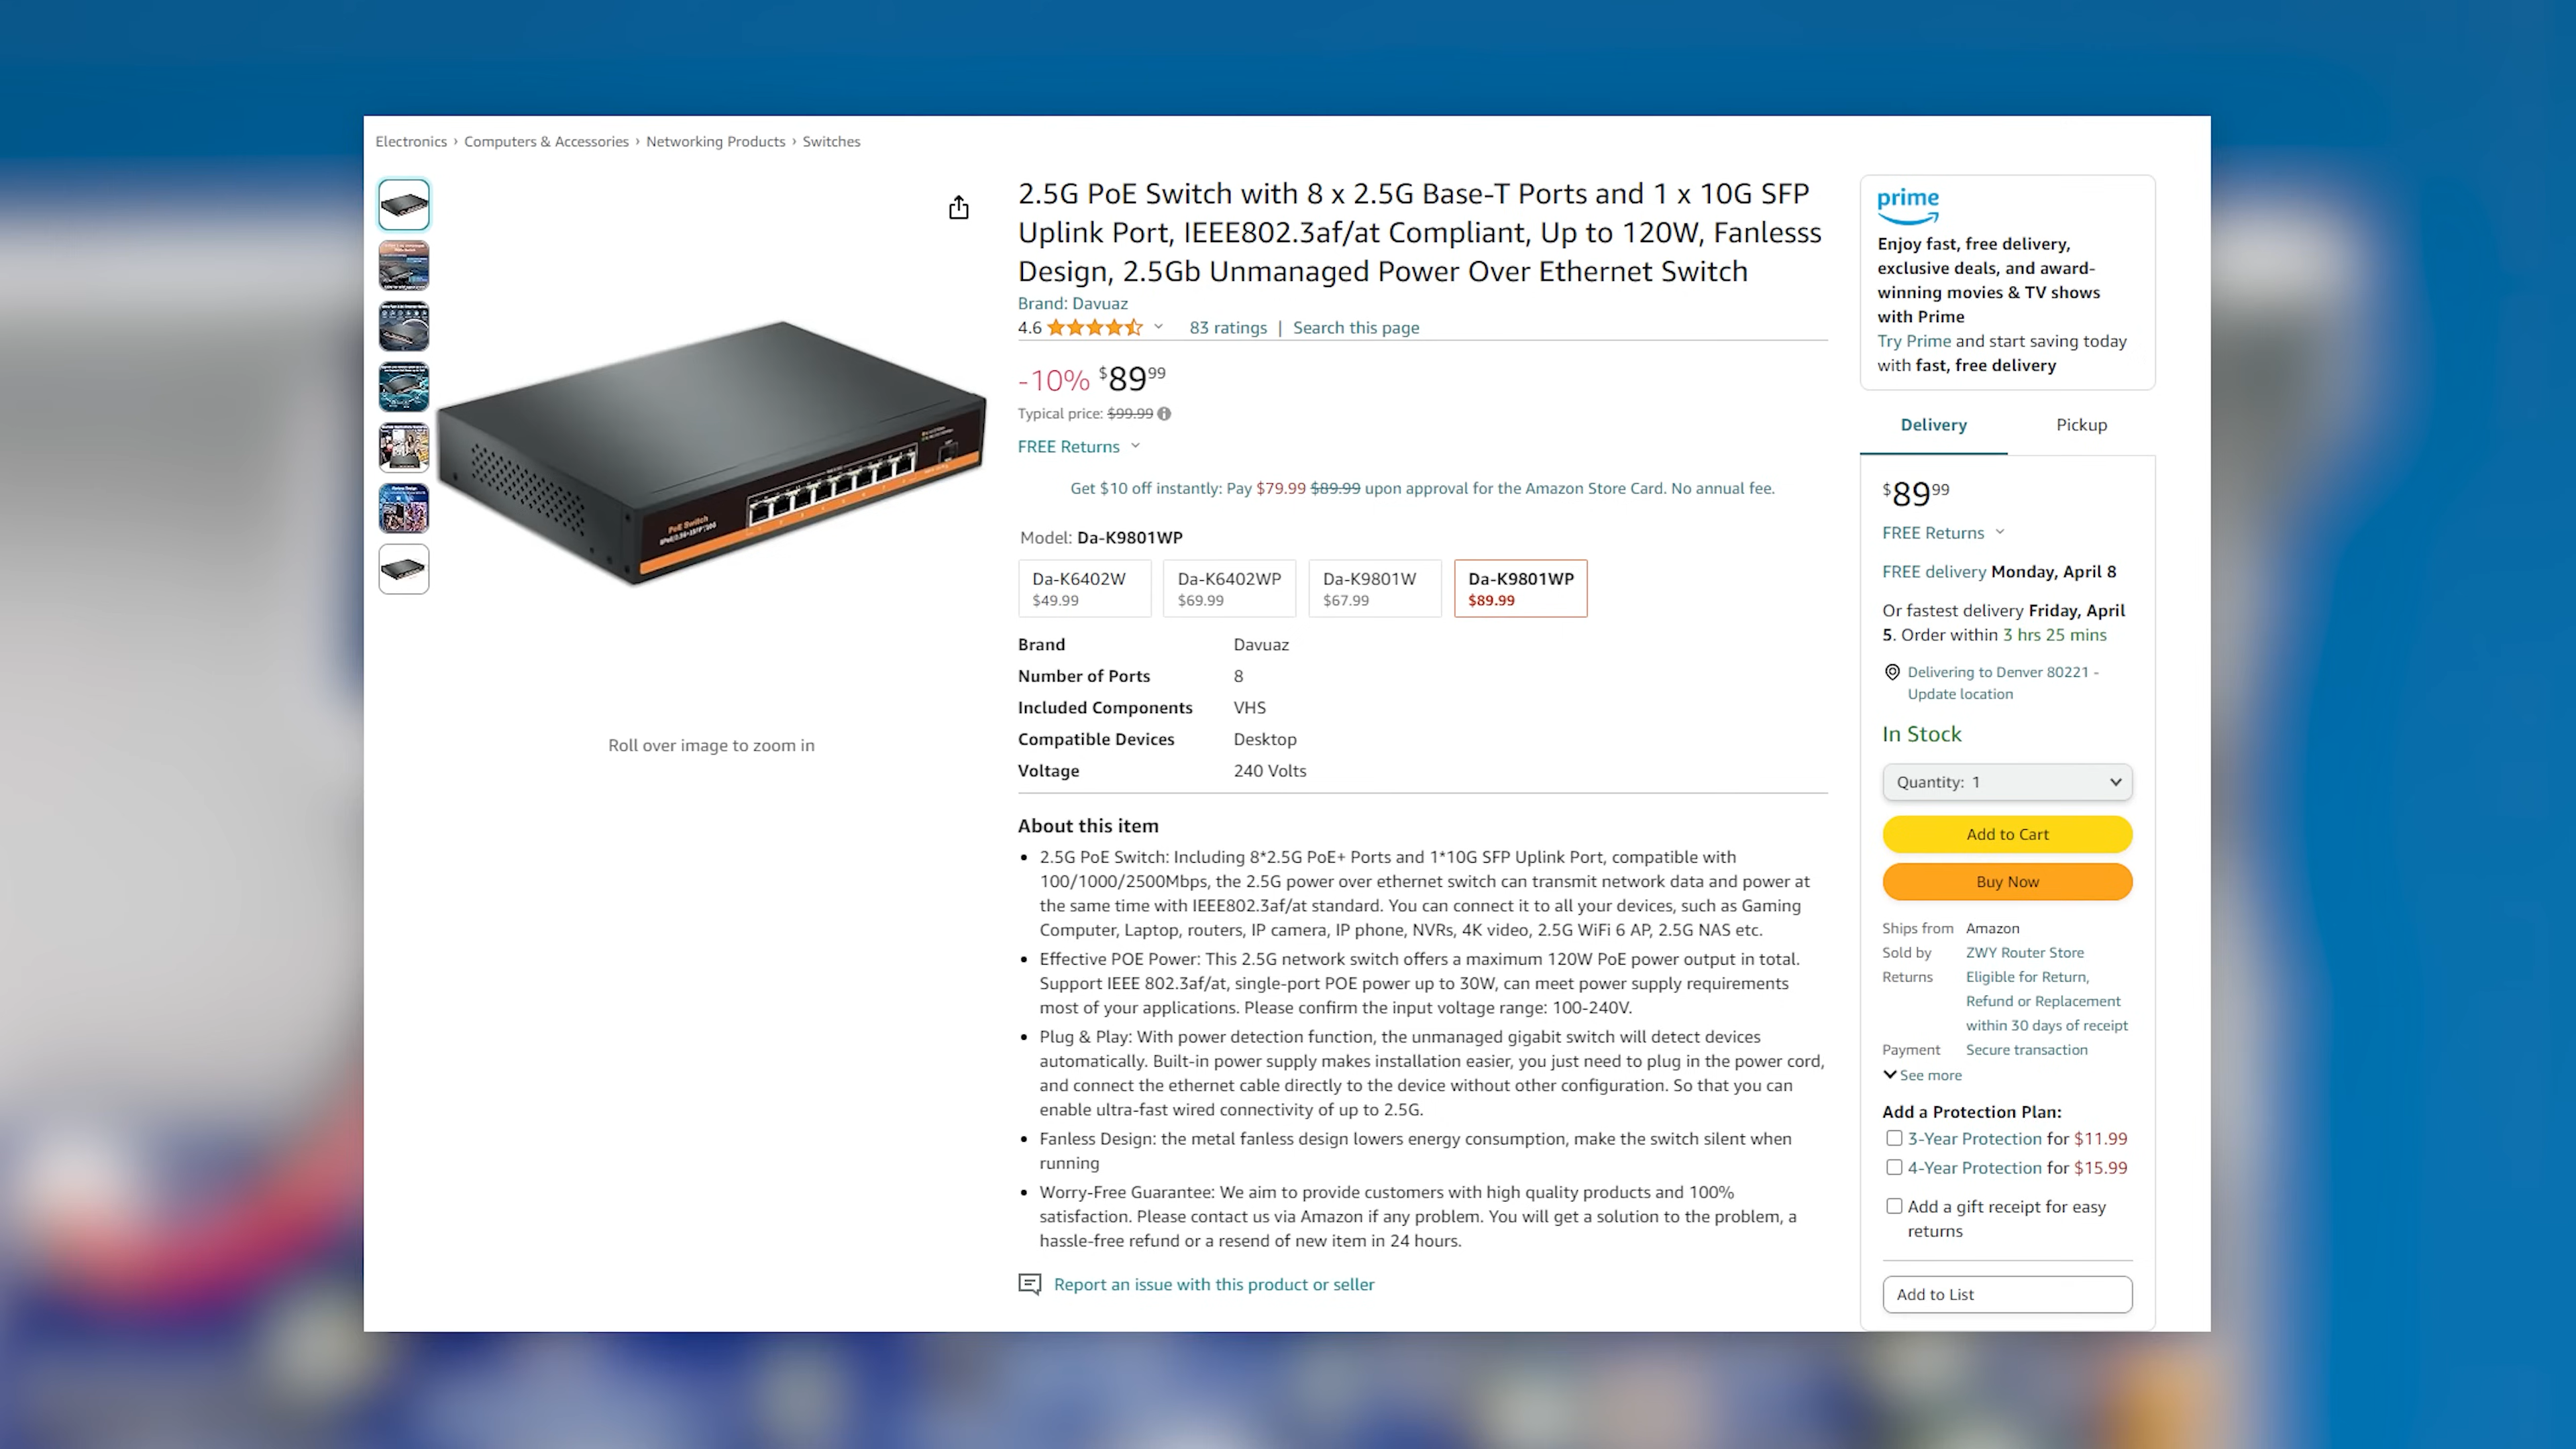 Electronics › Computers & Accessories › Networking Products › Switches
2.5G PoE Switch with 8 x 2.5G Base-T Ports and 1 x 10G SFP
Uplink Port, IEEE802.3af/at Compliant, Up to 120W, Fanlesss
Design, 2.5Gb Unmanaged Power Over Ethernet Switch
Brand: Davuaz
4.6 83 ratings | Search this page
-10% $89 99
Typical price: $99.99
FREE Returns
Get $10 off instantly: Pay $79.99 $89.99 upon approval for the Amazon Store Card. No annual fee.
Model: Da-K9801WP
Da-K6402W
$49.99
Da-K6402WP
$69.99
Da-K9801W
$67.99
Da-K9801WP
$89.99
Brand Davuaz
Number of Ports 8
Included Components VHS
Compatible Devices Desktop
Voltage 240 Volts
About this item
• 2.5G PoE Switch: Including 8*2.5G PoE+ Ports and 1*10G SFP Uplink Port, compatible with
100/1000/2500Mbps, the 2.5G power over ethernet switch can transmit network data and power at
the same time with IEEE802.3af/at standard. You can connect it to all your devices, such as Gaming
Computer, Laptop, routers, IP camera, IP phone, NVRs, 4K video, 2.5G WiFi 6 AP, 2.5G NAS etc.
• Effective POE Power: This 2.5G network switch offers a maximum 120W PoE power output in total.
Support IEEE 802.3af/at, single-port POE power up to 30W, can meet power supply requirements
most of your applications. Please confirm the input voltage range: 100-240V.
• Plug & Play: With power detection function, the unmanaged gigabit switch will detect devices
automatically. Built-in power supply makes installation easier, you just need to plug in the power cord,
and connect the ethernet cable directly to the device without other configuration. So that you can
enable ultra-fast wired connectivity of up to 2.5G.
• Fanless Design: the metal fanless design lowers energy consumption, make the switch silent when
running
• Worry-Free Guarantee: We aim to provide customers with high quality products and 100%
satisfaction. Please contact us via Amazon if any problem. You will get a solution to the problem, a
hassle-free refund or a resend of new item in 24 hours.
Report an issue with this product or seller
PoE Switch
Roll over image to zoom in
prime
Enjoy fast, free delivery,
exclusive deals, and award-
winning movies & TV shows
with Prime
Try Prime and start saving today
with fast, free delivery
Delivery Pickup
$89 99
FREE Returns
FREE delivery Monday, April 8
Or fastest delivery Friday, April
5. Order within 3 hrs 25 mins
Delivering to Denver 80221 -
Update location
In Stock
Quantity: 1
Add to Cart
Buy Now
Ships from Amazon
Sold by ZWY Router Store
Returns Eligible for Return,
Refund or Replacement
within 30 days of receipt
Payment Secure transaction
See more
Add a Protection Plan:
3-Year Protection for $11.99
4-Year Protection for $15.99
Add a gift receipt for easy
returns
Add to List